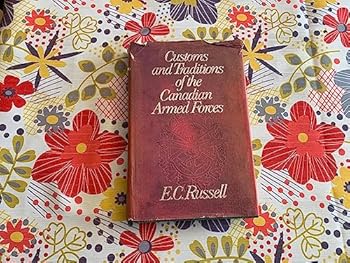 Customs
and Traditions
of the
Canadian
Armed Forces
E.C. Russell